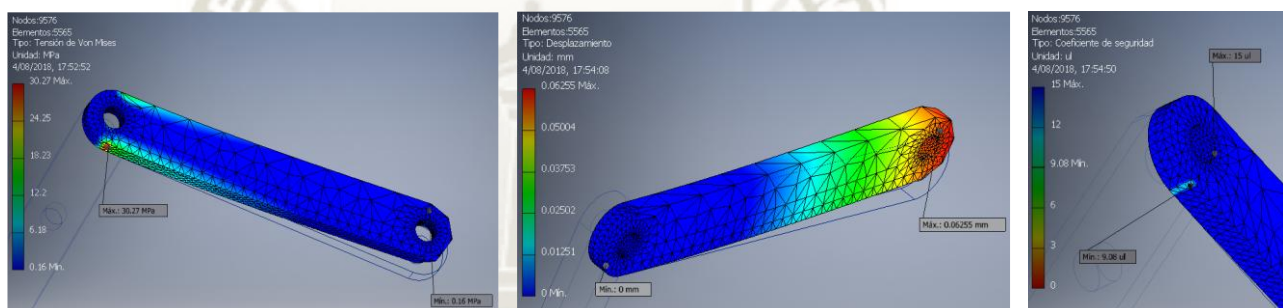 Nodos:9576
Elementos:5565
Tipo: Tensión de Von Mises
Unidad: MPa
4/08/2018, 17:52:52
30.27 Máx.
24.25
18.23
12.2
6.18
0.16 Mín.
Máx.: 30.27 MPa
Mín.: 0.16 MPa
Nodos:9576
Elementos:5565
Tipo: Desplazamiento
Unidad: mm
4/08/2018, 17:54:08
0.06255 Máx.
0.05004
0.03753
0.02502
0.01251
0 Mín.
Máx.: 0.06255 mm
Mín.: 0 mm
Nodos:9576
Elementos:5565
Tipo: Coeficiente de seguridad
Unidad: ul
4/08/2018, 17:54:50
15 Máx.
12
9.08 Mín.
6
3
0
Máx.: 15 ul
Mín.: 9.08 ul